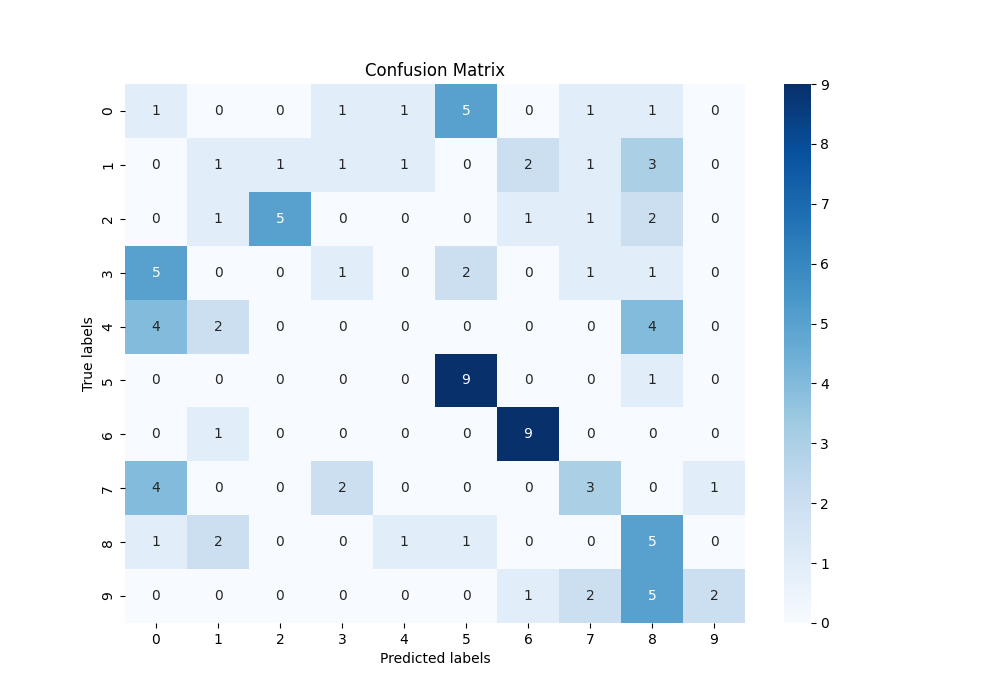 Confusion Matrix
0 1 0 0 1 1 5 0 1 1 0
1 0 1 1 1 1 0 2 1 3 0
2 0 1 5 0 0 0 1 1 2 0
3 5 0 0 1 0 2 0 1 1 0
4 4 2 0 0 0 0 0 0 4 0
5 0 0 0 0 0 9 0 0 1 0
6 0 1 0 0 0 0 9 0 0 0
7 4 0 0 2 0 0 0 3 0 1
8 1 2 0 0 1 1 0 0 5 0
9 0 0 0 0 0 0 1 2 5 2
0 1 2 3 4 5 6 7 8 9
Predicted labels
True labels
9
8
7
6
5
4
3
2
1
0